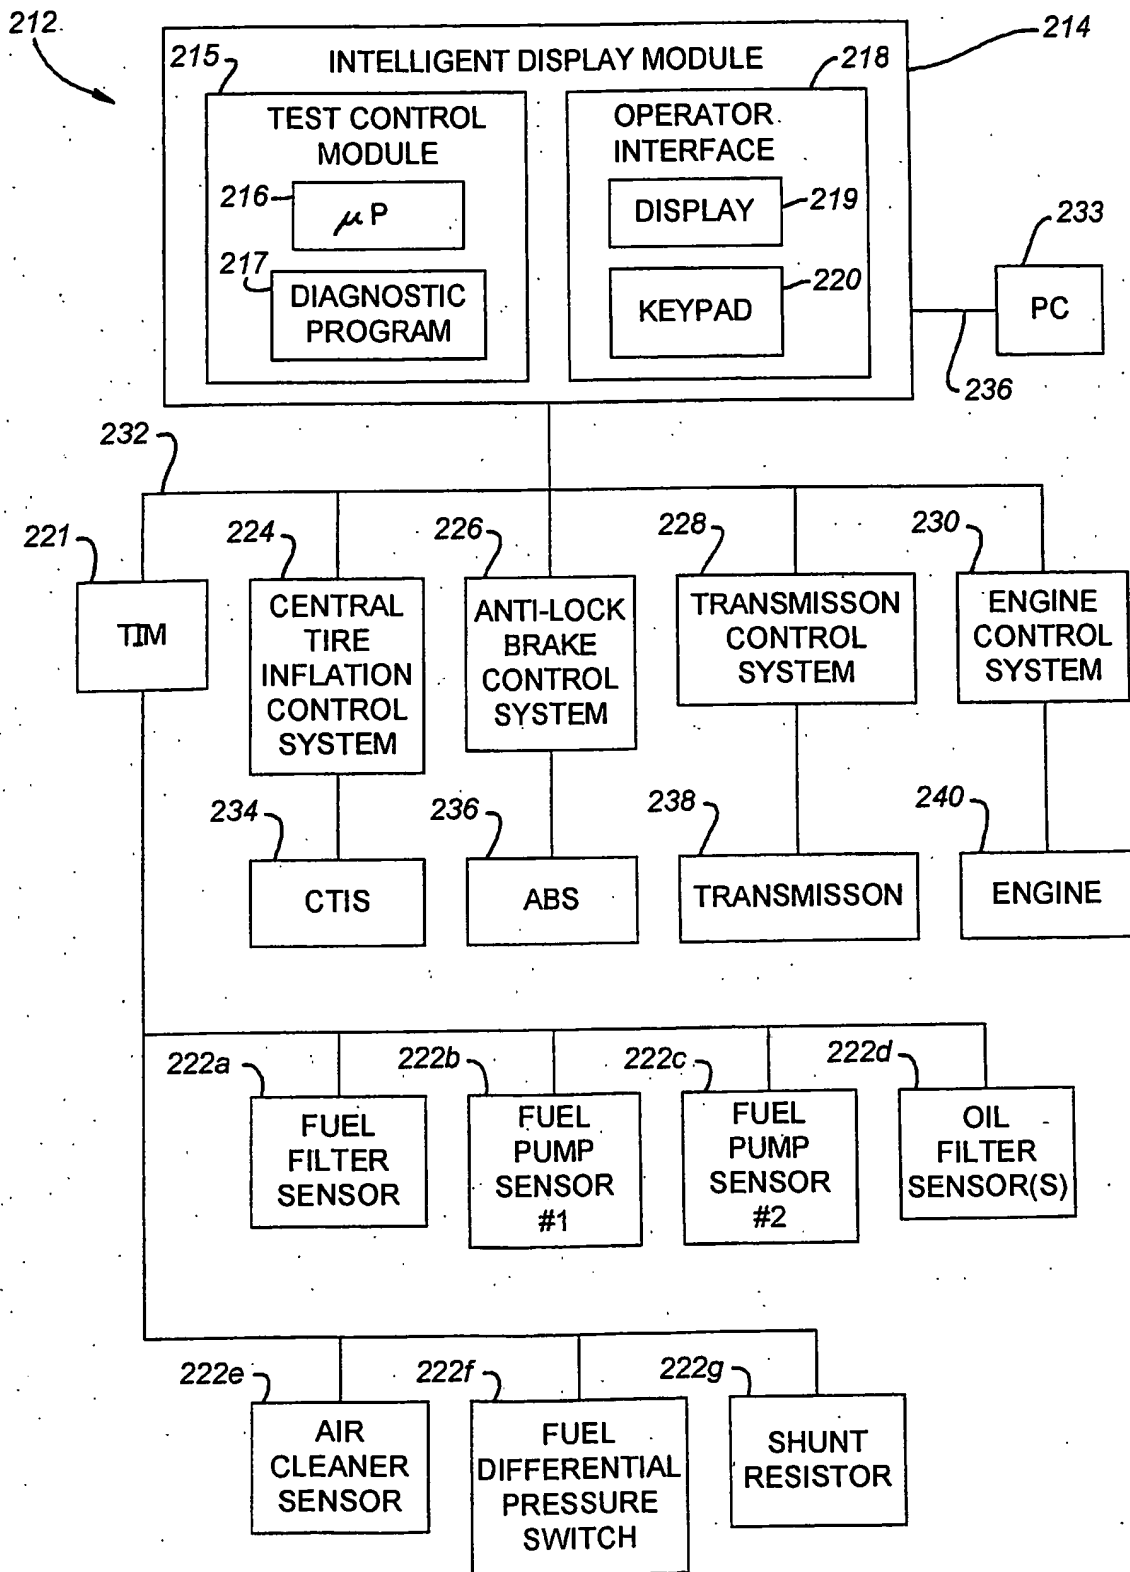 212
214
INTELLIGENT DISPLAY MODULE
215
TEST CONTROL
MODULE
216
μP
217
DIAGNOSTIC
PROGRAM
218
OPERATOR
INTERFACE
DISPLAY
219
KEYPAD
220
233
PC
236
232
221
TIM
224
CENTRAL
TIRE
INFLATION
CONTROL
SYSTEM
226
ANTI-LOCK
BRAKE
CONTROL
SYSTEM
228
TRANSMISSON
CONTROL
SYSTEM
230
ENGINE
CONTROL
SYSTEM
234
CTIS
236
ABS
238
TRANSMISSON
240
ENGINE
222a
FUEL
FILTER
SENSOR
222b
FUEL
PUMP
SENSOR
#1
222c
FUEL
PUMP
SENSOR
#2
222d
OIL
FILTER
SENSOR(S)
222e
AIR
CLEANER
SENSOR
222f
FUEL
DIFFERENTIAL
PRESSURE
SWITCH
222g
SHUNT
RESISTOR